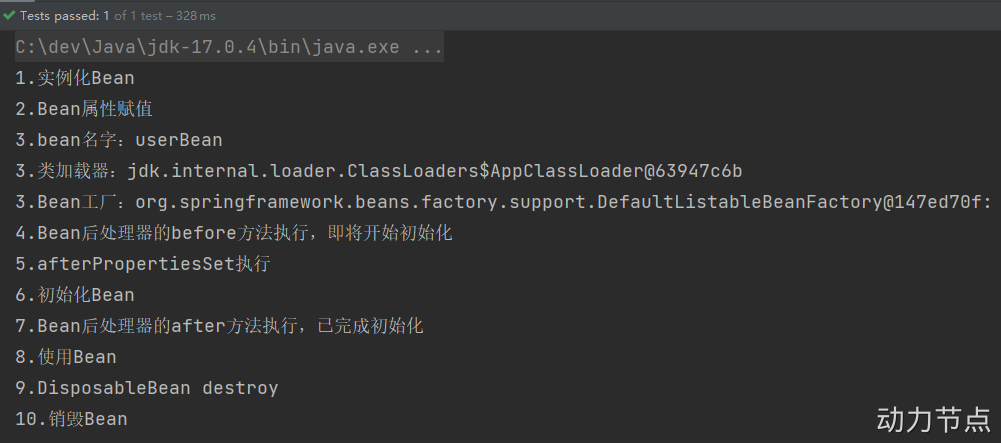 Tests passed: 1 of 1 test – 328 ms
C:\dev\Java\jdk-17.0.4\bin\java.exe ...
1.实例化Bean
2.Bean属性赋值
3.bean名字：userBean
3.类加载器：jdk.internal.loader.ClassLoaders$AppClassLoader@63947c6b
3.Bean工厂：org.springframework.beans.factory.support.DefaultListableBeanFactory@147ed70f:
4.Bean后处理器的before方法执行，即将开始初始化
5.afterPropertiesSet执行
6.初始化Bean
7.Bean后处理器的after方法执行，已完成初始化
8.使用Bean
9.DisposableBean destroy
10.销毁Bean
动力节点